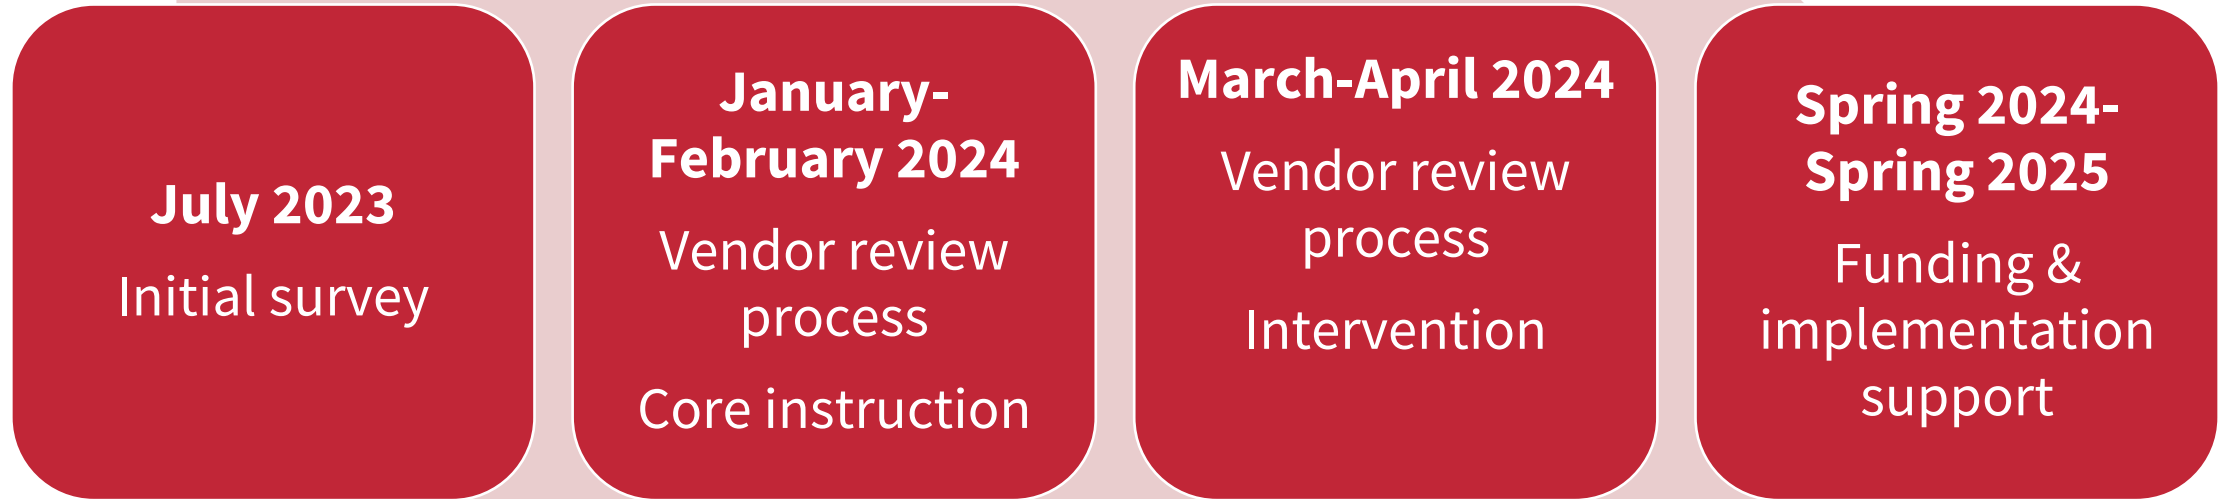 July 2023
Initial survey
January-
February 2024
Vendor review
process
Core instruction
March-April 2024
Vendor review
process
Intervention
Spring 2024-
Spring 2025
Funding &
implementation
support